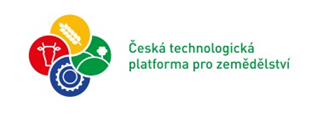 Česká technologická
platforma pro zemědělství